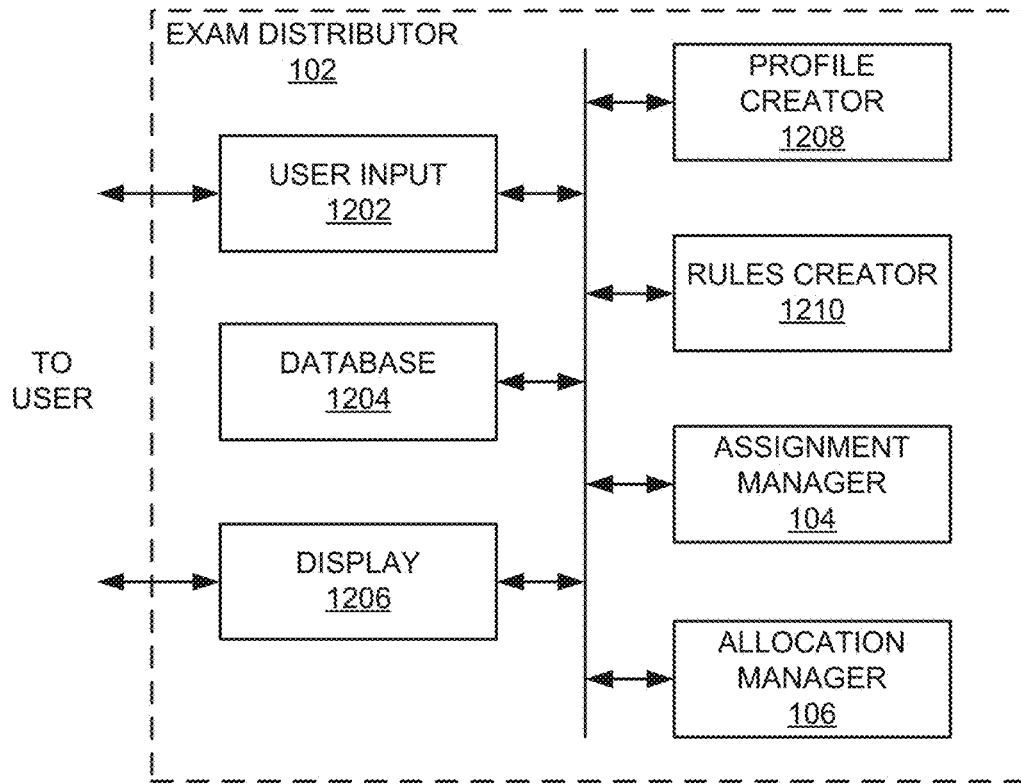 EXAM DISTRIBUTOR
102
USER INPUT
1202
DATABASE
1204
DISPLAY
1206
TO
USER
PROFILE
CREATOR
1208
RULES CREATOR
1210
ASSIGNMENT
MANAGER
104
ALLOCATION
MANAGER
106